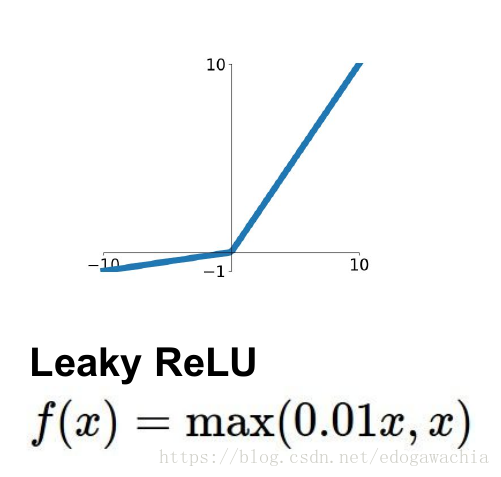 10
−10
−1
10
Leaky ReLU
f(x) = max(0.01x, x)
https://blog.csdn.net/edogawachia